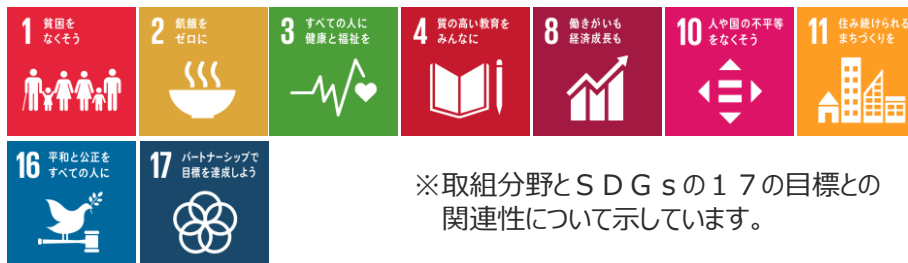 1 貧困を
なくそう
2 飢餓を
ゼロに
3 すべての人に
健康と福祉を
4 質の高い教育を
みんなに
8 働きがいも
経済成長も
10 人や国の不平等
をなくそう
11 住み続けられる
まちづくりを
16 平和と公正を
すべての人に
17 パートナーシップで
目標を達成しよう
※取組分野とSDGsの17の目標との
関連性について示しています。